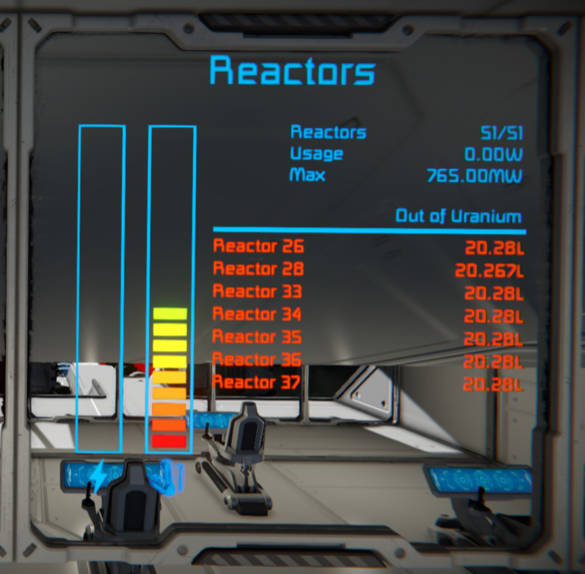 Reactors
Reactors 51/51
Usage 0.00W
Max 765.00MW
Out of Uranium
Reactor 26 20.28L
Reactor 28 20.267L
Reactor 33 20.28L
Reactor 34 20.28L
Reactor 35 20.28L
Reactor 36 20.28L
Reactor 37 20.28L